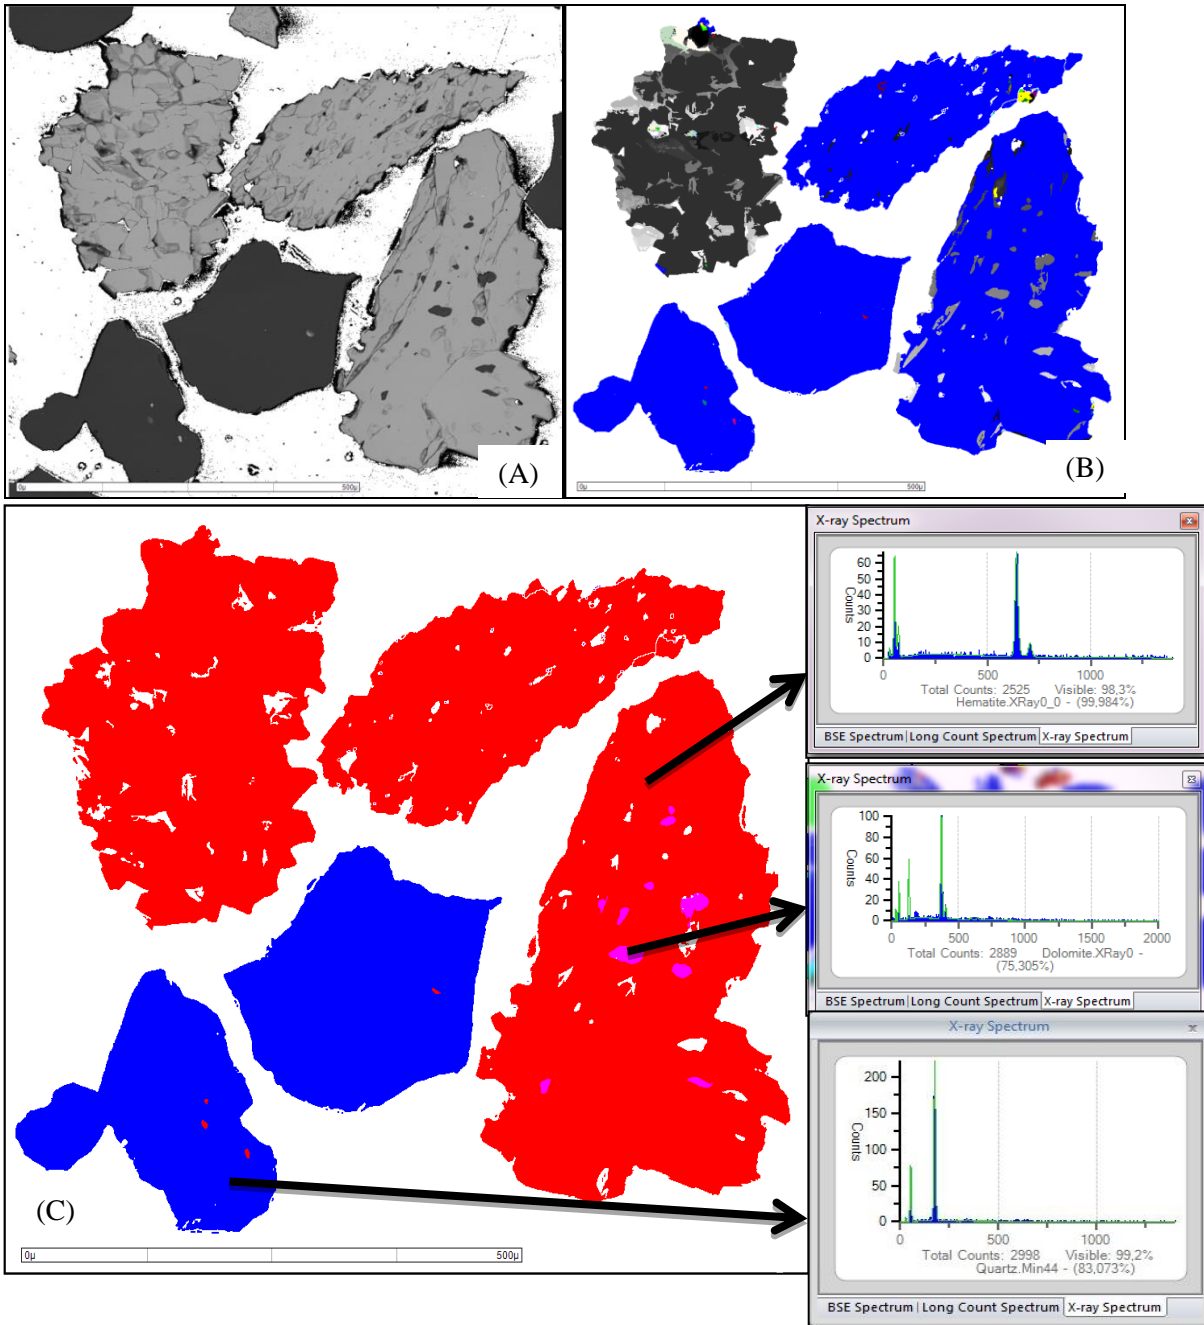 (A)
0μ 500μ
(B)
0μ 500μ
(C)
0μ 500μ
X-ray Spectrum
Counts
60
50
40
30
20
10
0
0 500 1000
Total Counts: 2525 Visible: 98,3%
Hematite.XRay0_0 - (99,984%)
BSE Spectrum Long Count Spectrum X-ray Spectrum
X-ray Spectrum
Counts
100
80
60
40
20
0
0 500 1000 1500 2000
Total Counts: 2889 Dolomite.XRay0 -
(75,305%)
BSE Spectrum Long Count Spectrum X-ray Spectrum
X-ray Spectrum
Counts
200
150
100
50
0
0 500 1000
Total Counts: 2998 Visible: 99,2%
Quartz.Min44 - (83,073%)
BSE Spectrum Long Count Spectrum X-ray Spectrum